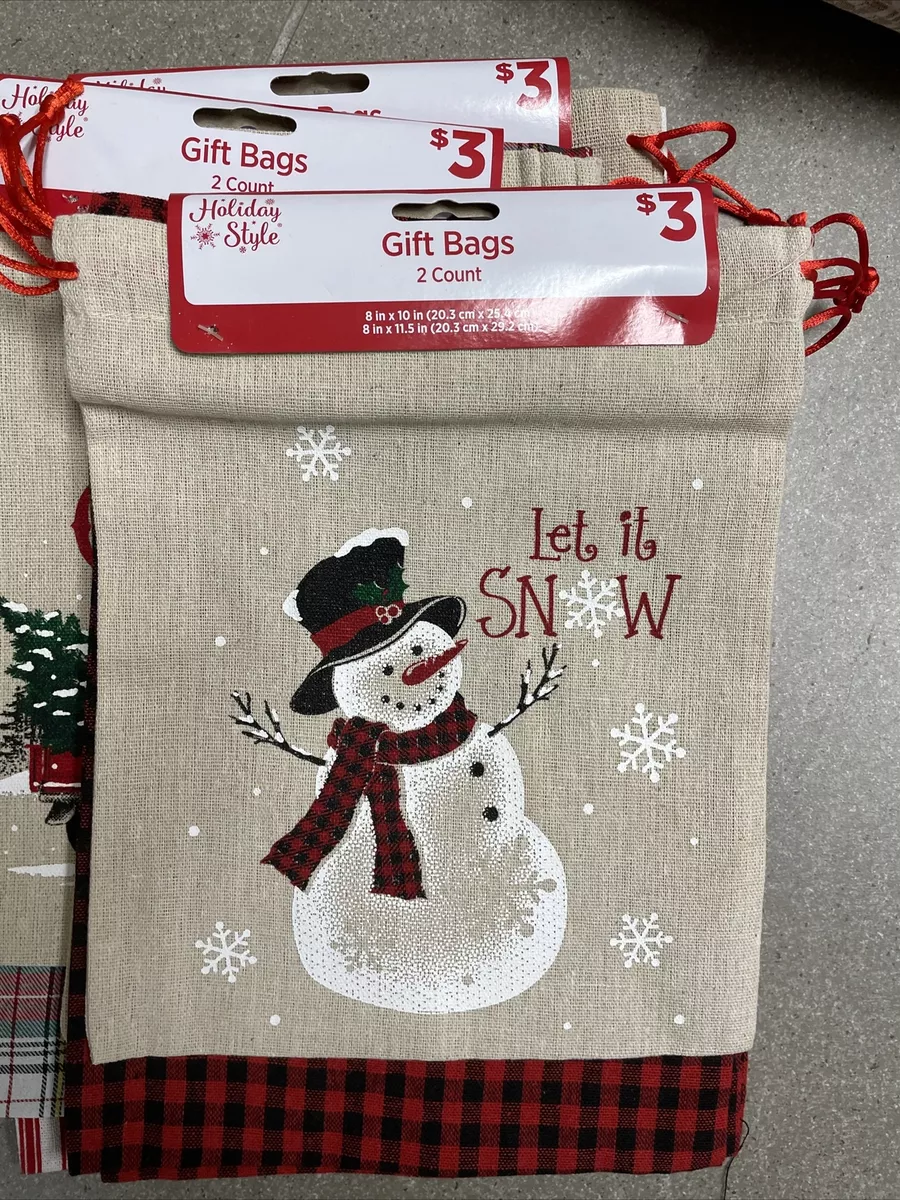 $3
Holiday
Style
Bags
$3
Gift Bags
2 Count
Holiday
Style
$3
Gift Bags
2 Count
8 in x 10 in (20.3 cm x 25.4 cm)
8 in x 11.5 in (20.3 cm x 29.2 cm)
Let it
SNOW